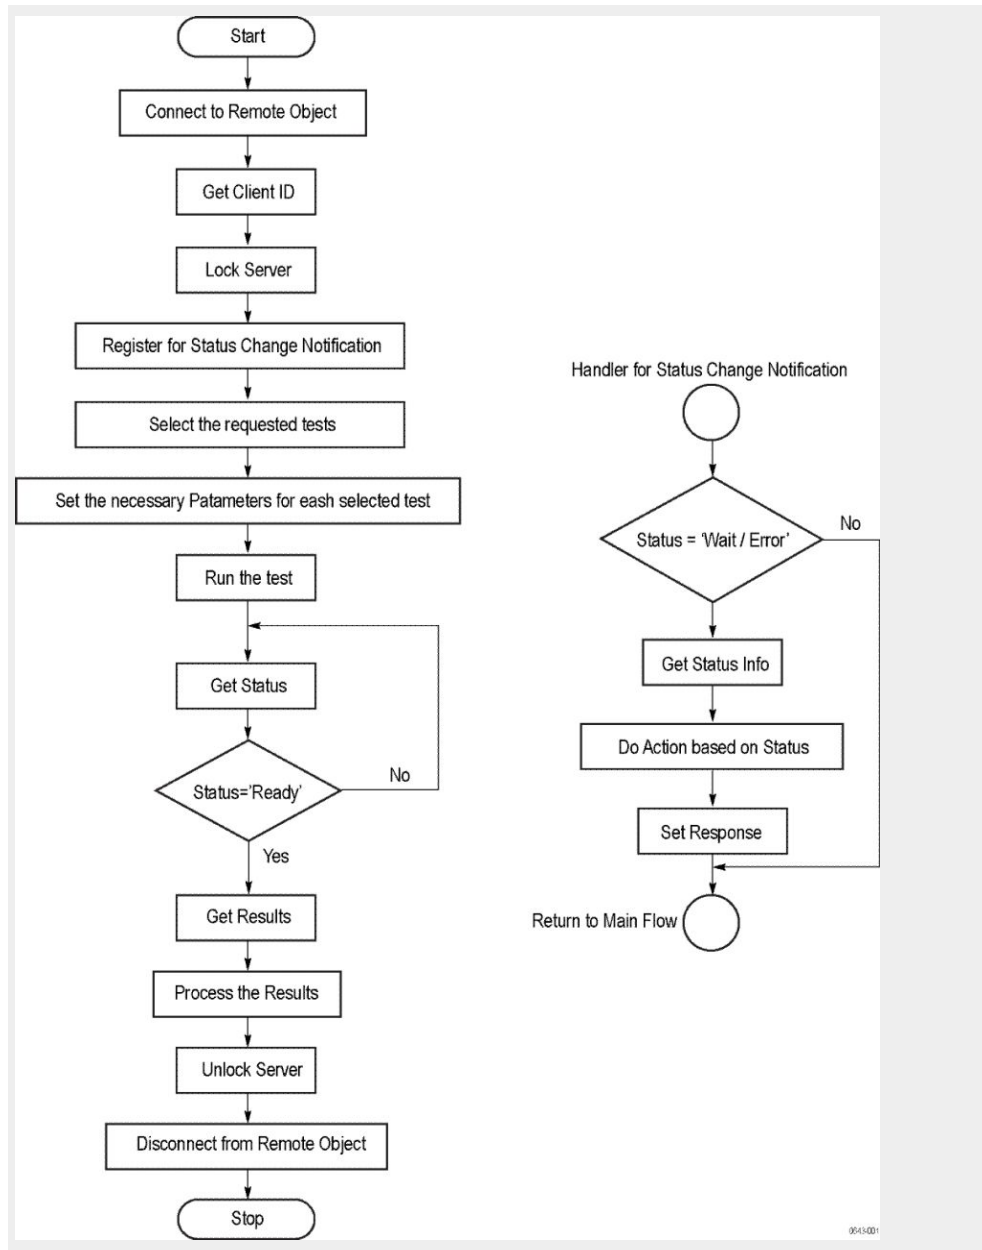 Start
Connect to Remote Object
Get Client ID
Lock Server
Register for Status Change Notification
Select the requested tests
Set the necessary Patameters for eash selected test
Run the test
Get Status
Status='Ready'
No
Yes
Get Results
Process the Results
Unlock Server
Disconnect from Remote Object
Stop
Handler for Status Change Notification
Status = 'Wait / Error'
No
Get Status Info
Do Action based on Status
Set Response
Return to Main Flow
0643-001